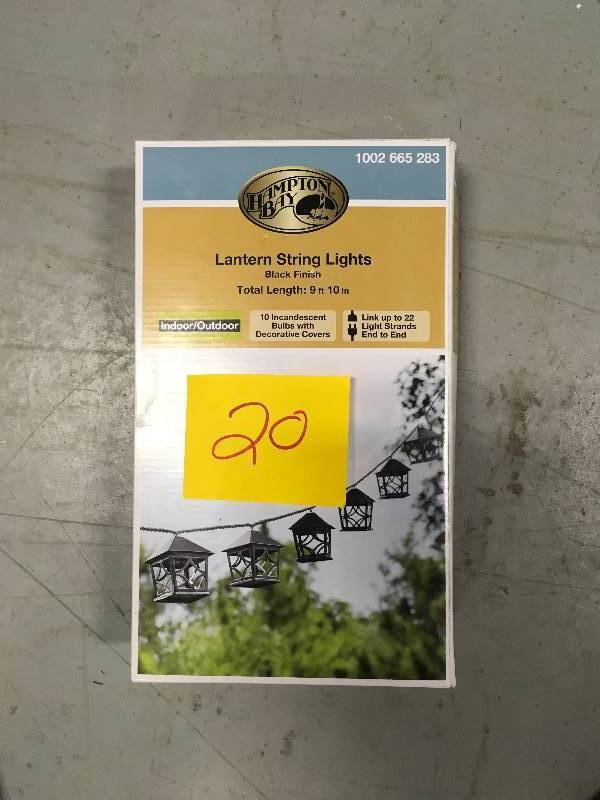 1002 665 283
HAMPTON
BAY
Lantern String Lights
Black Finish
Total Length: 9 ft 10 in
Indoor/Outdoor
10 Incandescent
Bulbs with
Decorative Covers
Link up to 22
Light Strands
End to End
20